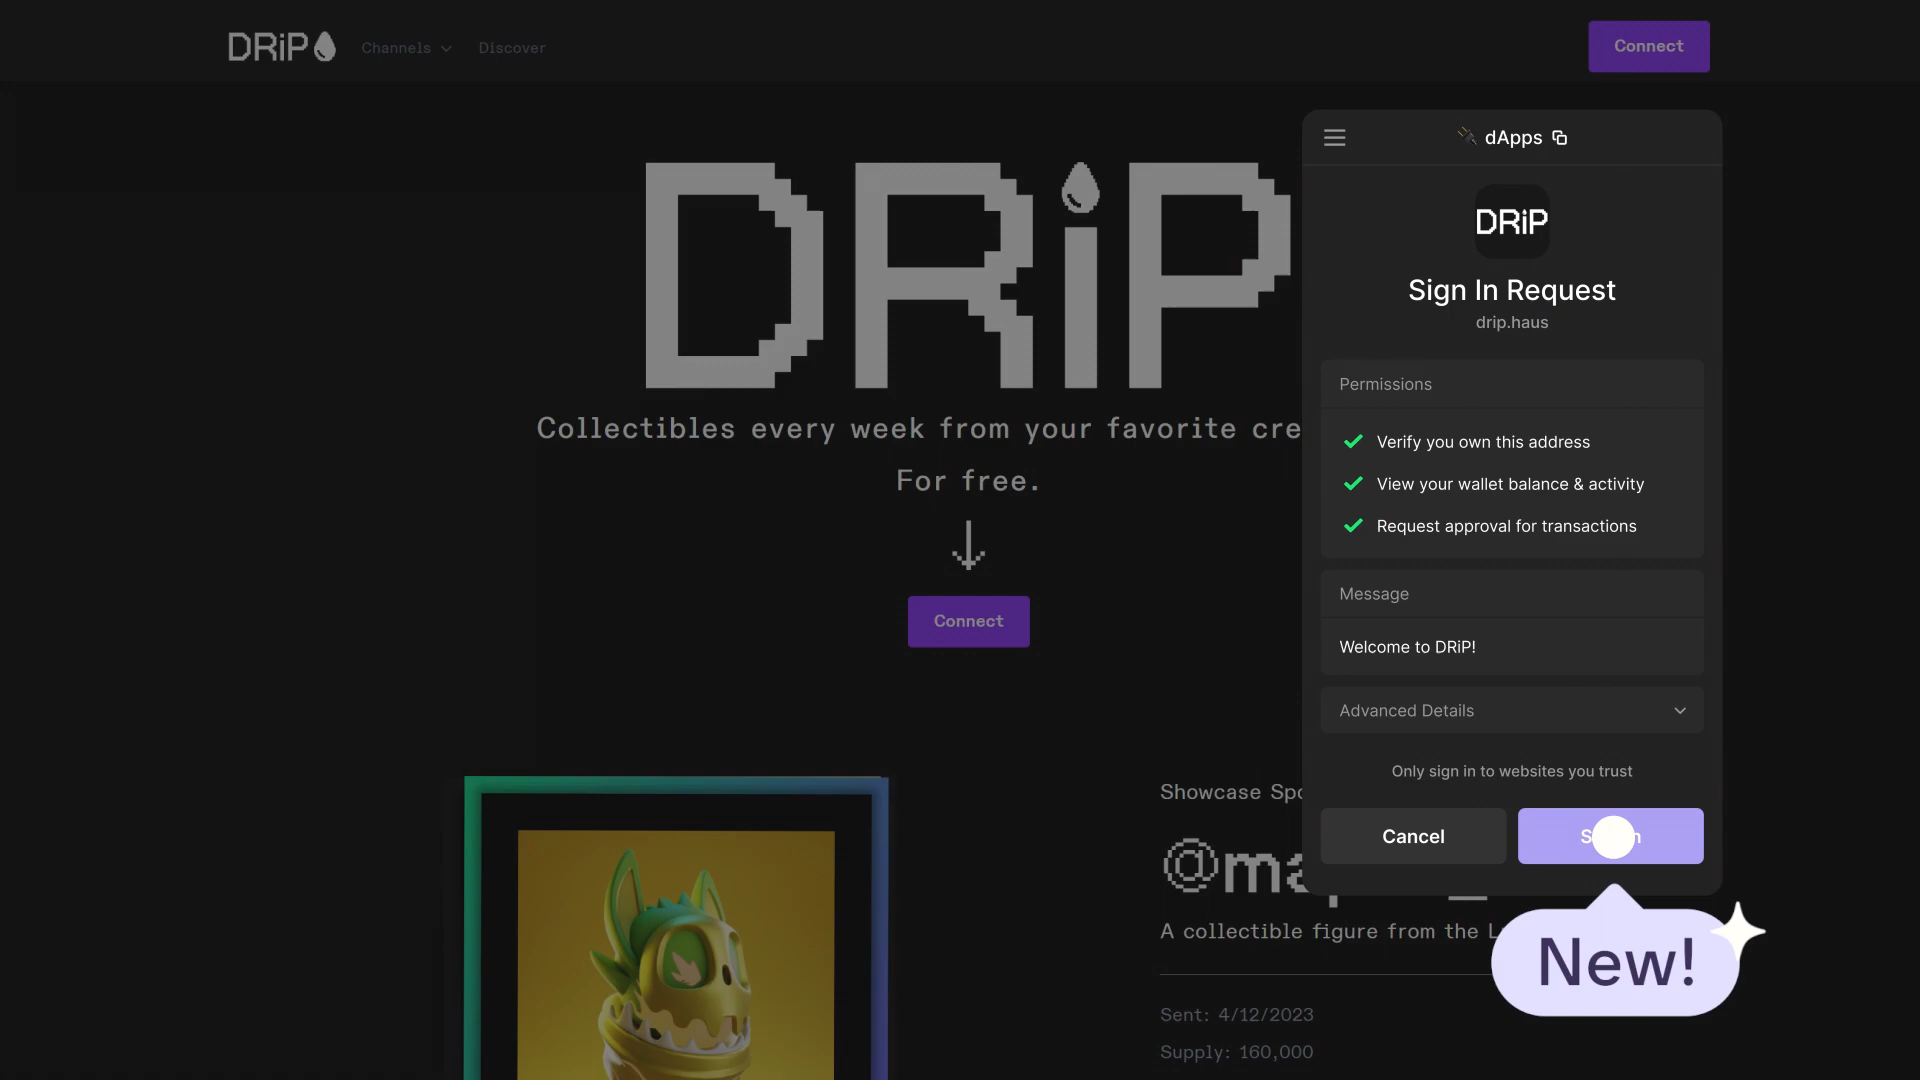 DRiP
Channels
Discover
Connect
DRiP
Collectibles every week from your favorite
For free.
Connect
Showcase
A collectible figure from the
Sent: 4/12/2023
Supply: 160,000
dApps
DRiP
Sign In Request
drip.haus
Permissions
Verify you own this address
View your wallet balance & activity
Request approval for transactions
Message
Welcome to DRiP!
Advanced Details
Only sign in to websites you trust
Cancel
New!